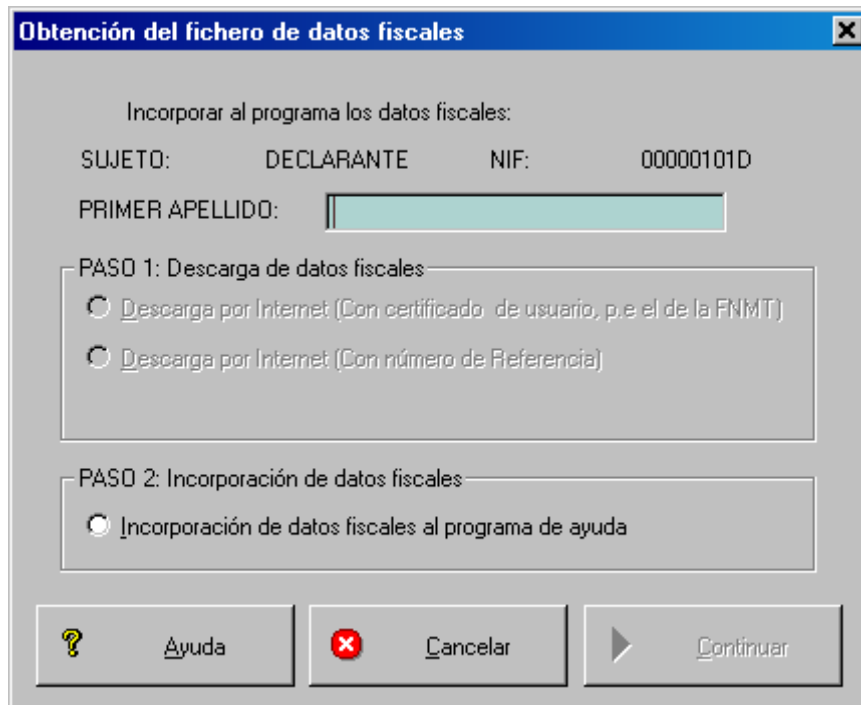 Obtención del fichero de datos fiscales
Incorporar al programa los datos fiscales:
SUJETO: DECLARANTE NIF: 00000101D
PRIMER APELLIDO:
PASO 1: Descarga de datos fiscales
Descarga por Internet (Con certificado de usuario, p.e el de la FNMT)
Descarga por Internet (Con número de Referencia)
PASO 2: Incorporación de datos fiscales
Incorporación de datos fiscales al programa de ayuda
Ayuda Cancelar Continuar